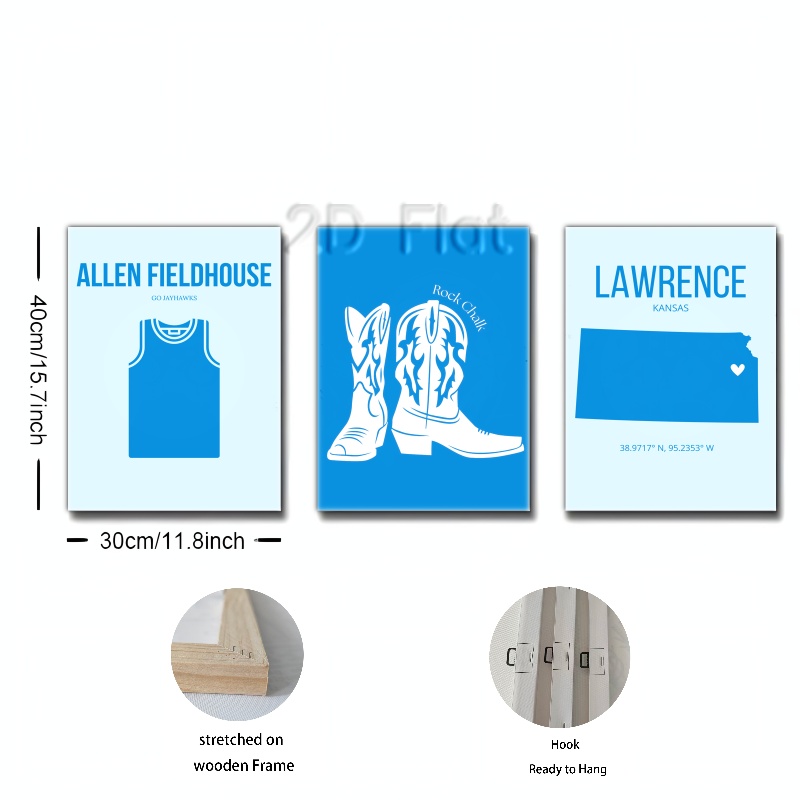 2D Flat
ALLEN FIELDHOUSE
GO JAYHAWKS
Rock Chalk
LAWRENCE
KANSAS
38.9717° N, 95.2353° W
40cm/15.7inch
30cm/11.8inch
stretched on
wooden Frame
Hook
Ready to Hang